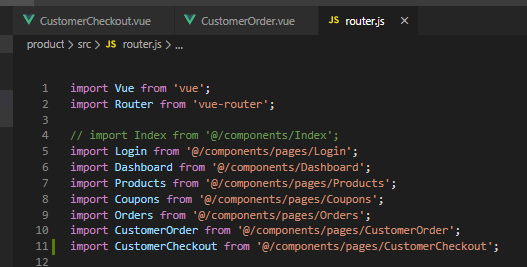 CustomerCheckout.vue CustomerOrder.vue JS router.js ×
product > src > JS router.js > ...
1 import Vue from 'vue';
2 import Router from 'vue-router';
3
4 // import Index from '@/components/Index';
5 import Login from '@/components/pages/Login';
6 import Dashboard from '@/components/Dashboard';
7 import Products from '@/components/pages/Products';
8 import Coupons from '@/components/pages/Coupons';
9 import Orders from '@/components/pages/Orders';
10 import CustomerOrder from '@/components/pages/CustomerOrder';
11 import CustomerCheckout from '@/components/pages/CustomerCheckout';
12